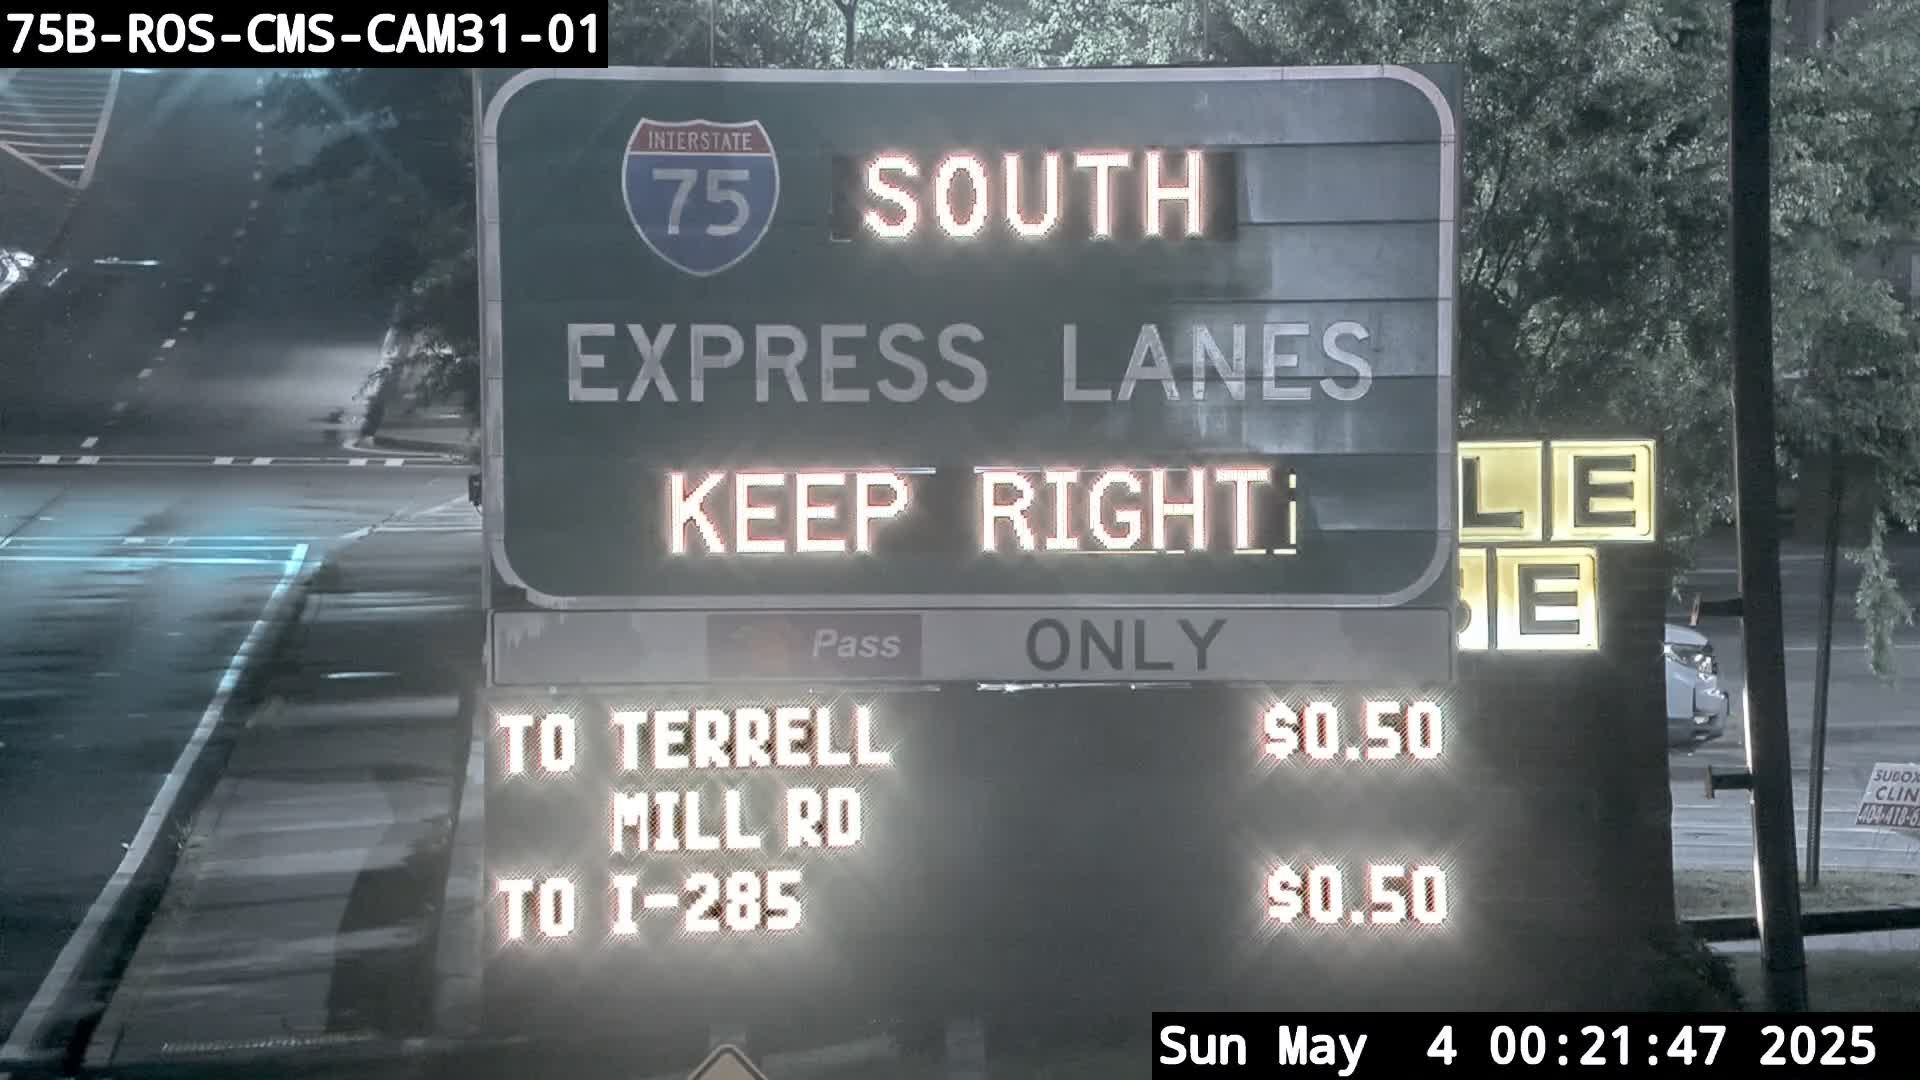 75B-ROS-CMS-CAM31-01
INTERSTATE
75 SOUTH
EXPRESS LANES
KEEP RIGHT
Pass ONLY
TO TERRELL $0.50
MILL RD
TO I-285 $0.50
LE
E
Sun May 4 00:21:47 2025